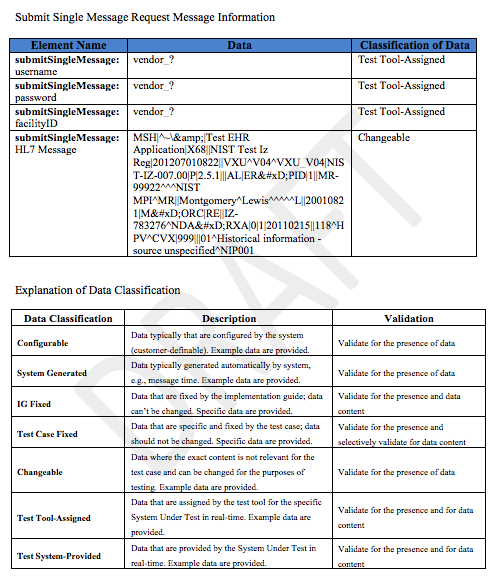 Submit Single Message Request Message Information
Element Name Data Classification of Data
submitSingleMessage: vendor_? Test Tool-Assigned
username
submitSingleMessage: vendor_? Test Tool-Assigned
password
submitSingleMessage: vendor_? Test Tool-Assigned
facilityID
submitSingleMessage: MSH|^~\&amp;|Test EHR Changeable
HL7 Message Application|X68||NIST Test Iz
Reg|201207010822||VXU^V04^VXU_V04|NIS
T-IZ-007.00|P|2.5.1|||AL|ER&#xD;PID|1||MR-
99922^^^NIST
MPI^MR||Montgomery^Lewis^^^^^L||2001082
1|M&#xD;ORC|RE||IZ-
783276^NDA&#xD;RXA|0|1|20110215||118^H
PV^CVX|999|||01^Historical information -
source unspecified^NIP001
Explanation of Data Classification
Data Classification Description Validation
Configurable
Data typically that are configured by the system
(customer-definable). Example data are provided.
Validate for the presence of data
System Generated
Data typically generated automatically by system,
e.g., message time. Example data are provided.
Validate for the presence of data
IG Fixed
Data that are fixed by the implementation guide; data
can't be changed. Specific data are provided.
Validate for the presence and data
content
Test Case Fixed
Data that are specific and fixed by the test case; data
should not be changed. Specific data are provided.
Validate for the presence and
selectively validate for data content
Changeable
Data where the exact content is not relevant for the
test case and can be changed for the purposes of
testing. Example data are provided.
Validate for the presence of data
Test Tool-Assigned
Data that are assigned by the test tool for the specific
System Under Test in real-time. Example data are
provided.
Validate for the presence and for data
content
Test System-Provided
Data that are provided by the System Under Test in
real-time. Example data are provided.
Validate for the presence and for data
content
DRAFT